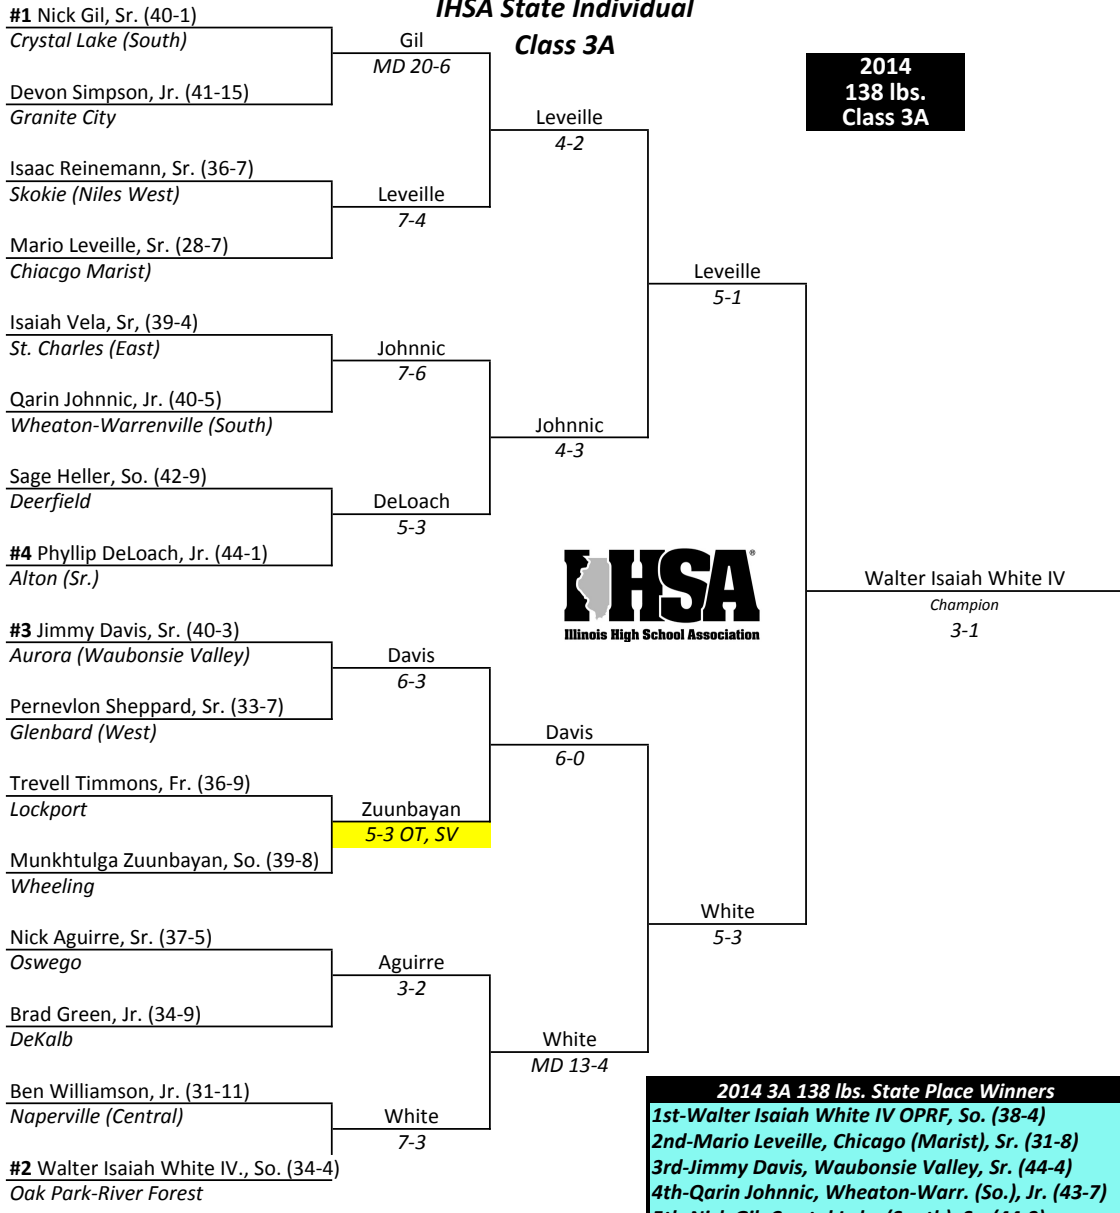 IHSA State Individual
Class 3A
2014
138 lbs.
Class 3A
#1 Nick Gil, Sr. (40-1)
Crystal Lake (South)
Gil
MD 20-6
Devon Simpson, Jr. (41-15)
Granite City
Leveille
4-2
Isaac Reinemann, Sr. (36-7)
Skokie (Niles West)
Leveille
7-4
Mario Leveille, Sr. (28-7)
Chiacgo Marist)
Leveille
5-1
Isaiah Vela, Sr, (39-4)
St. Charles (East)
Johnnic
7-6
Qarin Johnnic, Jr. (40-5)
Wheaton-Warrenville (South)
Johnnic
4-3
Sage Heller, So. (42-9)
Deerfield
DeLoach
5-3
#4 Phyllip DeLoach, Jr. (44-1)
Alton (Sr.)
IHSA®
Illinois High School Association
Walter Isaiah White IV
Champion
3-1
#3 Jimmy Davis, Sr. (40-3)
Aurora (Waubonsie Valley)
Davis
6-3
Pernevlon Sheppard, Sr. (33-7)
Glenbard (West)
Davis
6-0
Trevell Timmons, Fr. (36-9)
Lockport
Zuunbayan
5-3 OT, SV
Munkhtulga Zuunbayan, So. (39-8)
Wheeling
White
5-3
Nick Aguirre, Sr. (37-5)
Oswego
Aguirre
3-2
Brad Green, Jr. (34-9)
DeKalb
White
MD 13-4
Ben Williamson, Jr. (31-11)
Naperville (Central)
White
7-3
#2 Walter Isaiah White IV., So. (34-4)
Oak Park-River Forest
2014 3A 138 lbs. State Place Winners
1st-Walter Isaiah White IV OPRF, So. (38-4)
2nd-Mario Leveille, Chicago (Marist), Sr. (31-8)
3rd-Jimmy Davis, Waubonsie Valley, Sr. (44-4)
4th-Qarin Johnnic, Wheaton-Warr. (So.), Jr. (43-7)